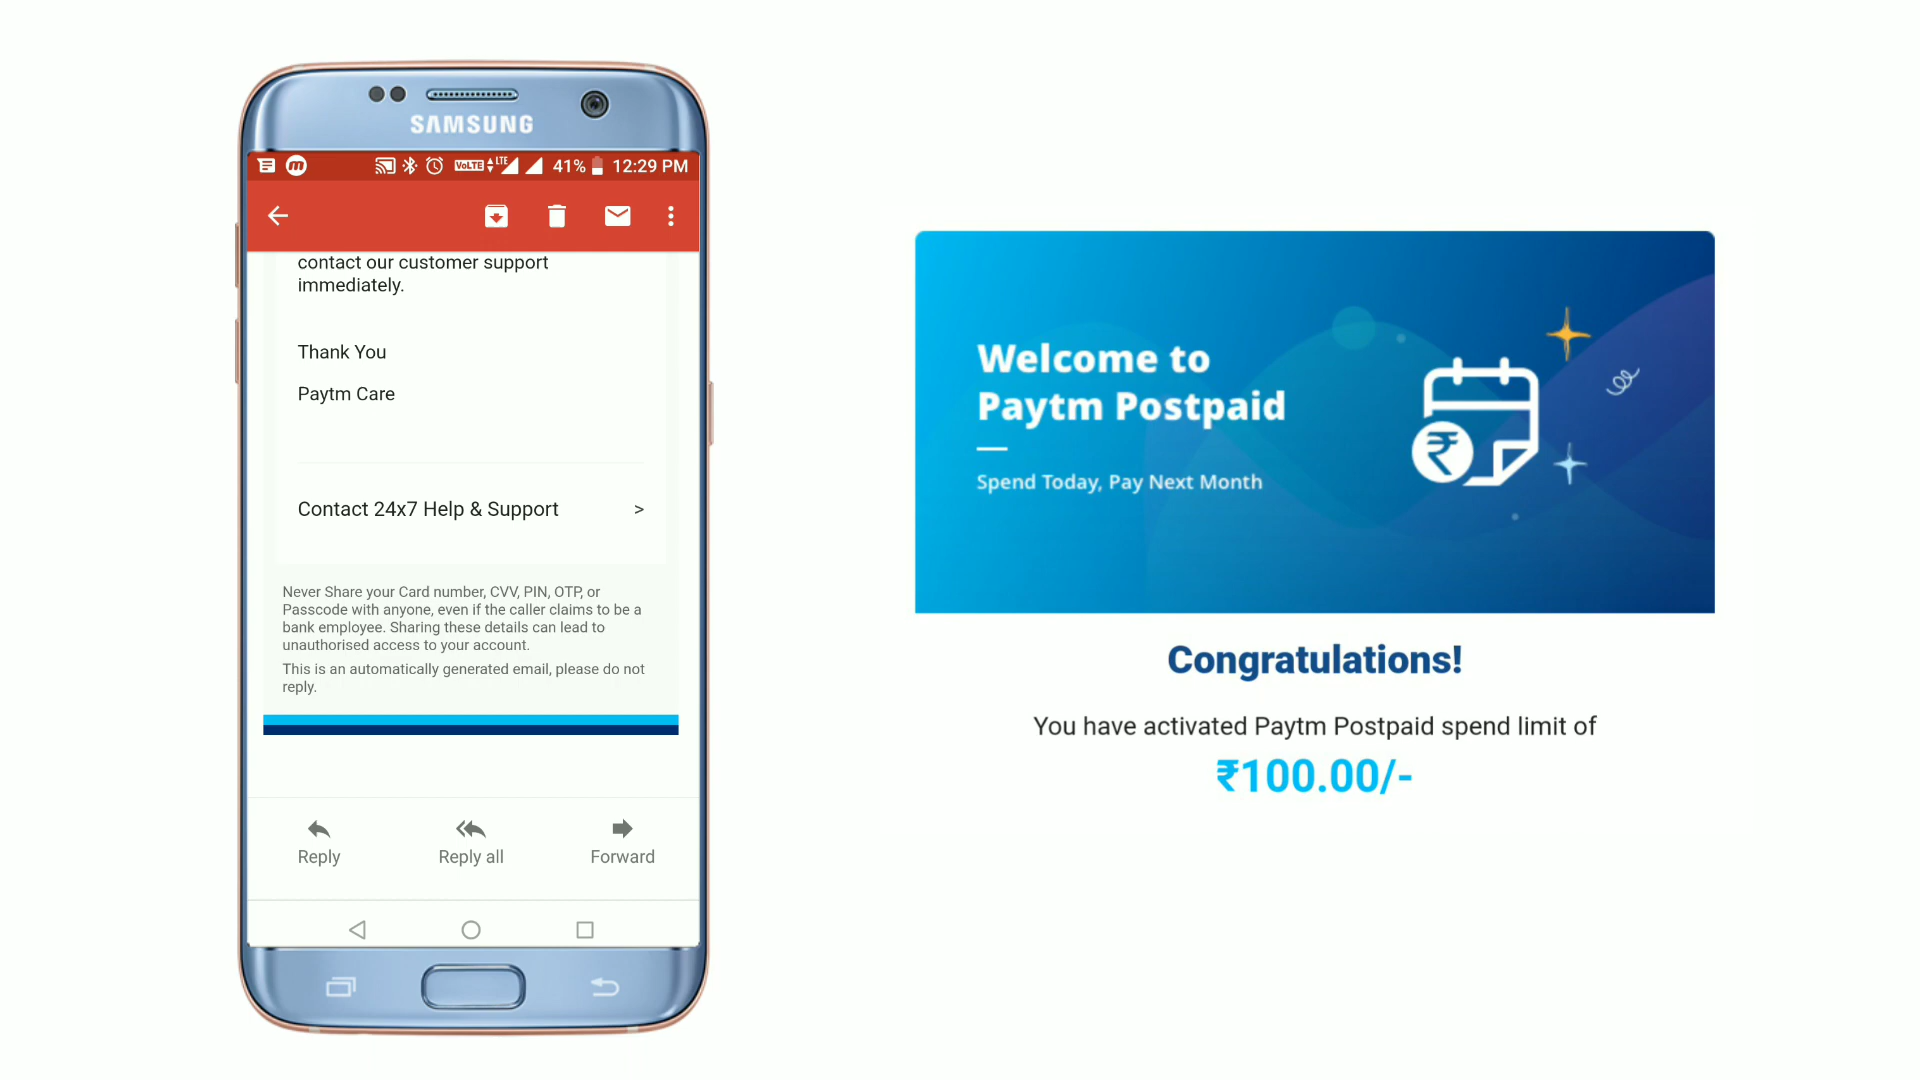 SAMSUNG
VoLTE LTE 41% 12:29 PM
contact our customer support
immediately.
Thank You
Paytm Care
Contact 24x7 Help & Support >
Never Share your Card number, CVV, PIN, OTP, or
Passcode with anyone, even if the caller claims to be a
bank employee. Sharing these details can lead to
unauthorised access to your account.
This is an automatically generated email, please do not
reply.
Reply Reply all Forward
Welcome to
Paytm Postpaid
Spend Today, Pay Next Month
₹
Congratulations!
You have activated Paytm Postpaid spend limit of
₹100.00/-